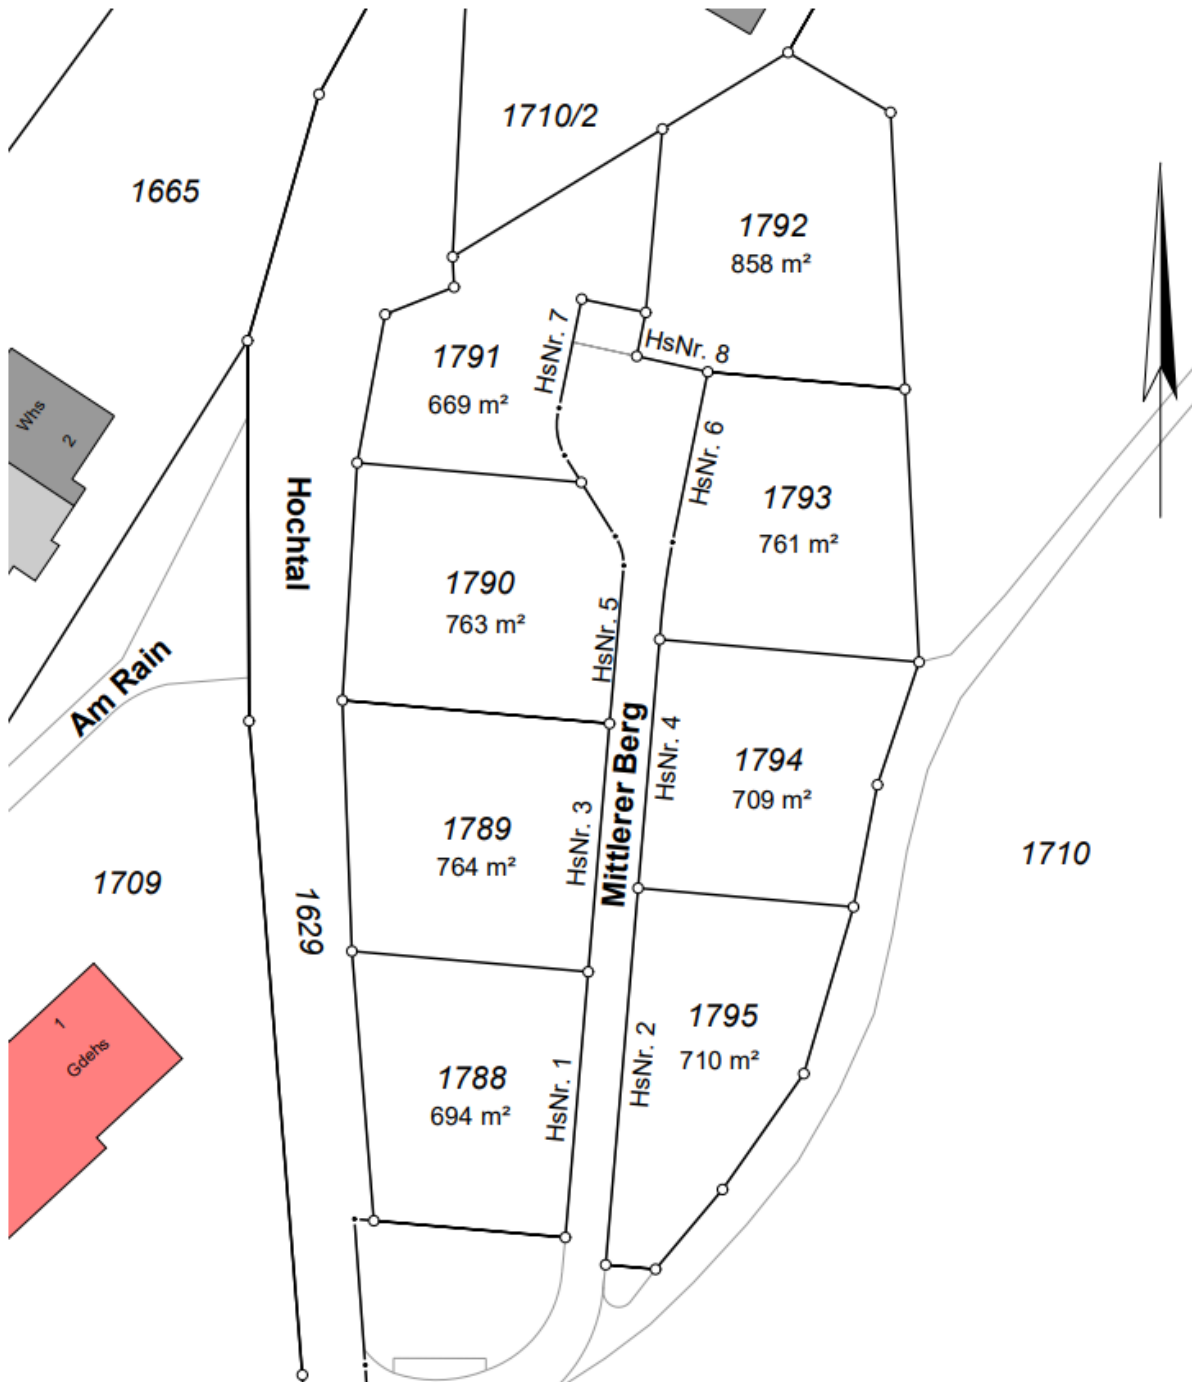 1710/2
1665
1792
858 m²
HsNr. 7
HsNr. 8
1791
669 m²
Whs
2
HsNr. 6
1793
761 m²
Hochtal
1790
763 m²
HsNr. 5
Am Rain
Mittlerer Berg
HsNr. 4
1794
709 m²
1789
764 m²
HsNr. 3
1710
1709
1629
1795
710 m²
HsNr. 2
1
Gdehs
1788
694 m²
HsNr. 1